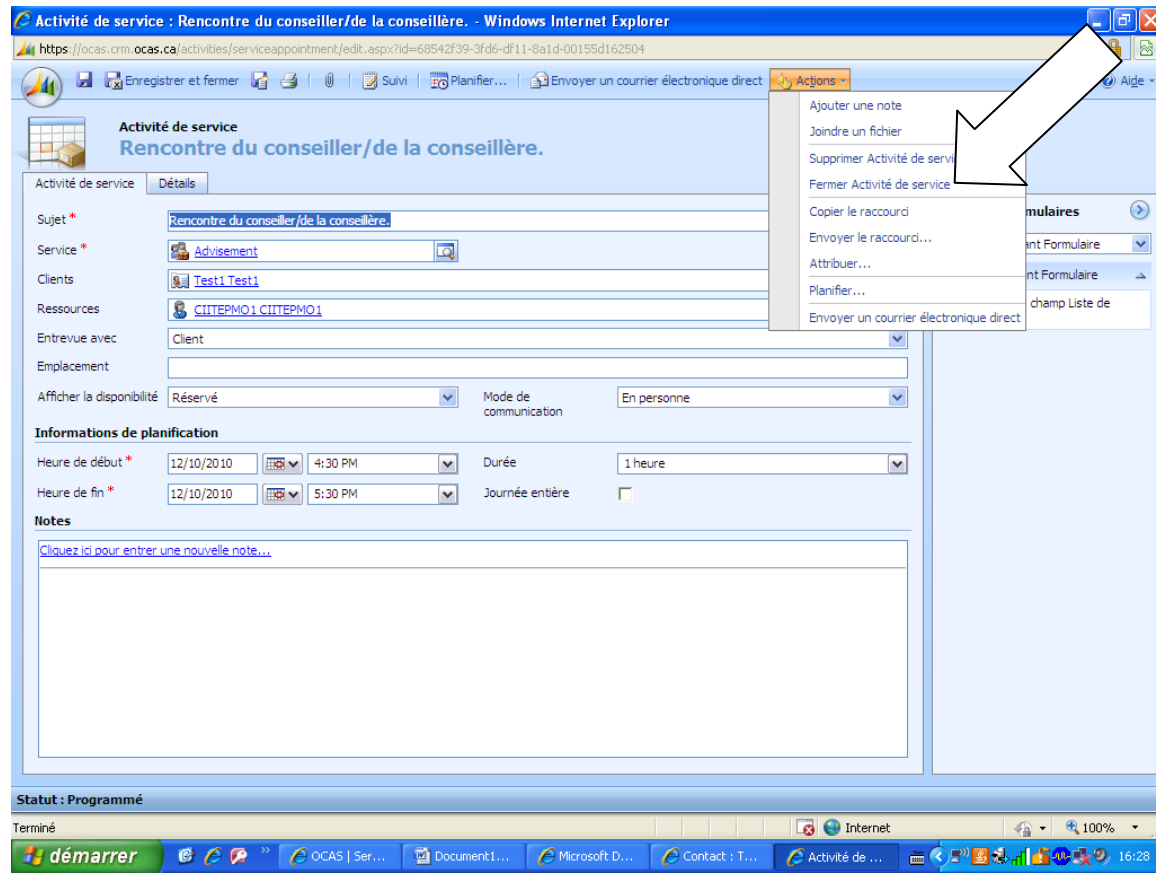 Activité de service : Rencontre du conseiller/de la conseillère. - Windows Internet Explorer
https://ocas.crm.ocas.ca/activities/serviceappointment/edit.aspx?id=68542f39-3fd6-df11-8a1d-00155d162504
Enregistrer et fermer Suivi Planifier... Envoyer un courrier électronique direct Actions Aide
Ajouter une note
Joindre un fichier
Supprimer Activité de servi
Fermer Activité de service
Copier le raccourci
Envoyer le raccourci...
Attribuer...
Planifier...
Envoyer un courrier électronique direct
Activité de service
Rencontre du conseiller/de la conseillère.
Activité de service Détails
Sujet * Rencontre du conseiller/de la conseillère.
Service * Advisement
Clients Test1 Test1
Ressources CIITEPMO1 CIITEPMO1
Entrevue avec Client
Emplacement
Afficher la disponibilité Réservé Mode de
communication En personne
Informations de planification
Heure de début * 12/10/2010 4:30 PM Durée 1 heure
Heure de fin * 12/10/2010 5:30 PM Journée entière
Notes
Cliquez ici pour entrer une nouvelle note...
mulaires
ant Formulaire
nt Formulaire
champ Liste de
Statut : Programmé
Terminé Internet 100%
démarrer » OCAS | Ser... Document1... Microsoft D... Contact : T... Activité de ... 16:28